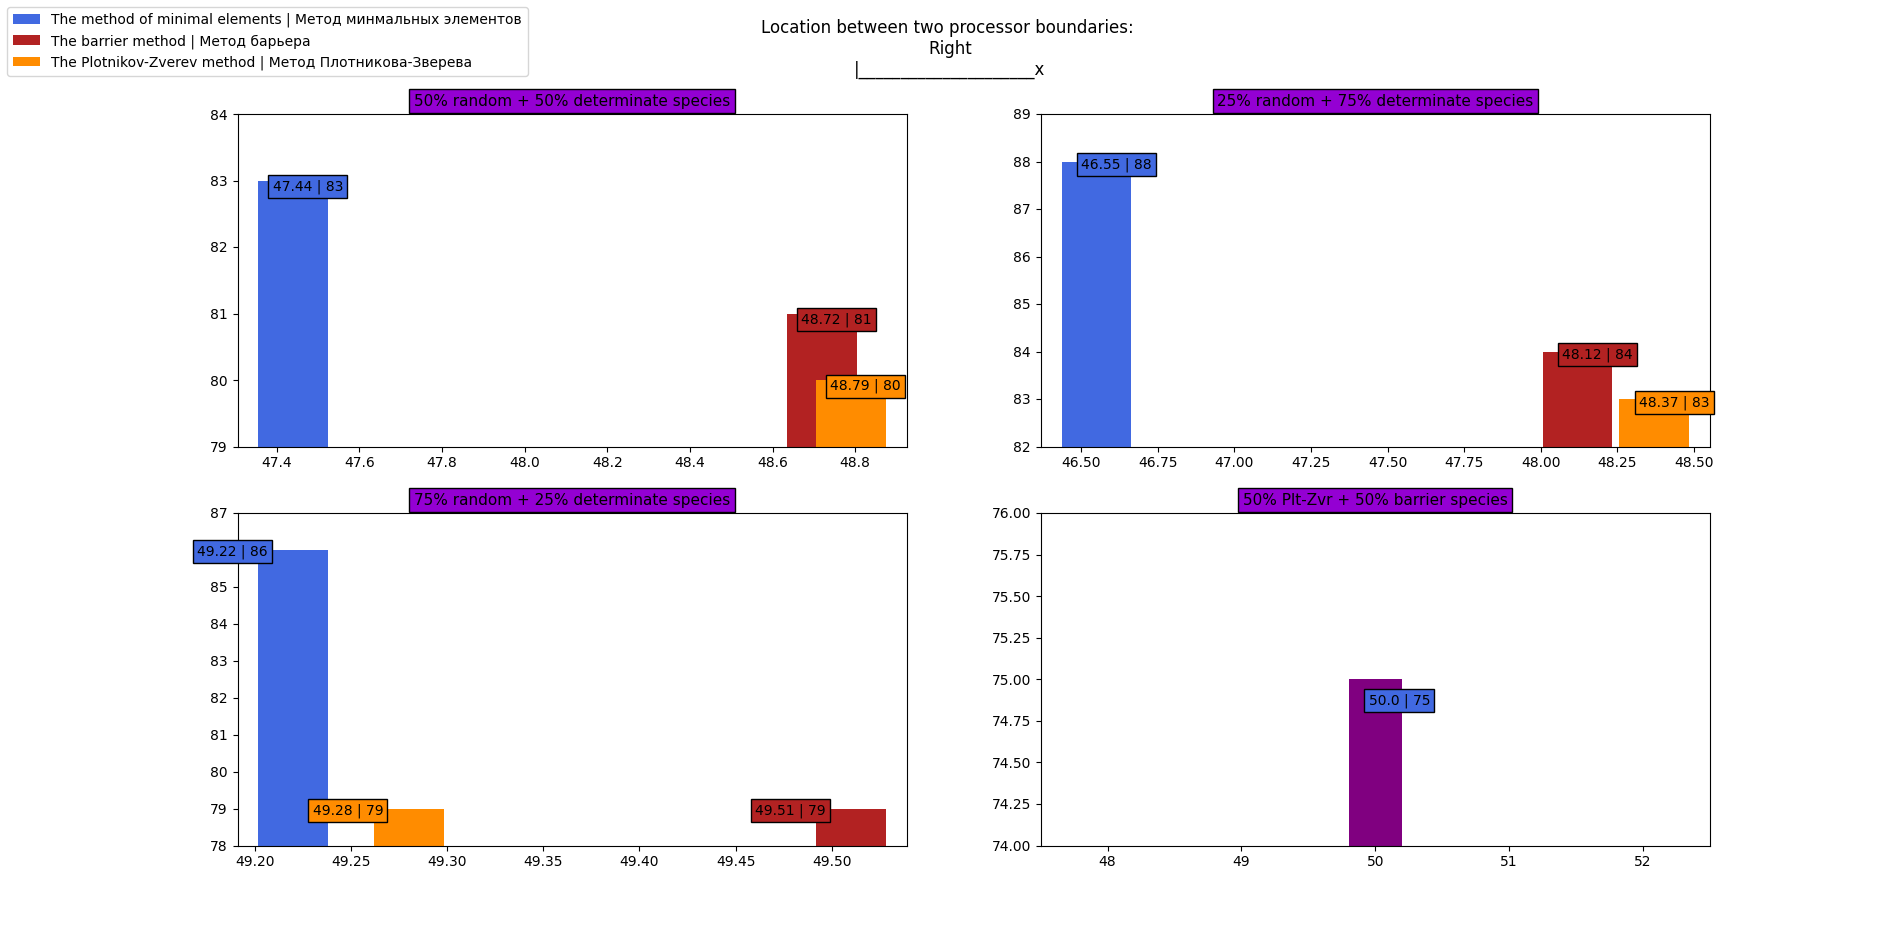 The method of minimal elements | Метод минмальных элементов
The barrier method | Метод барьера
The Plotnikov-Zverev method | Метод Плотникова-Зверева
Location between two processor boundaries:
Right
|_____________________x
50% random + 50% determinate species
84
83
82
81
80
79
47.44 | 83
48.72 | 81
48.79 | 80
47.4 47.6 47.8 48.0 48.2 48.4 48.6 48.8
25% random + 75% determinate species
89
88
87
86
85
84
83
82
46.55 | 88
48.12 | 84
48.37 | 83
46.50 46.75 47.00 47.25 47.50 47.75 48.00 48.25 48.50
75% random + 25% determinate species
87
85
84
83
82
81
80
79
78
49.22 | 86
49.28 | 79
49.51 | 79
49.20 49.25 49.30 49.35 49.40 49.45 49.50
50% Plt-Zvr + 50% barrier species
76.00
75.75
75.50
75.25
75.00
74.75
74.50
74.25
74.00
50.0 | 75
48 49 50 51 52